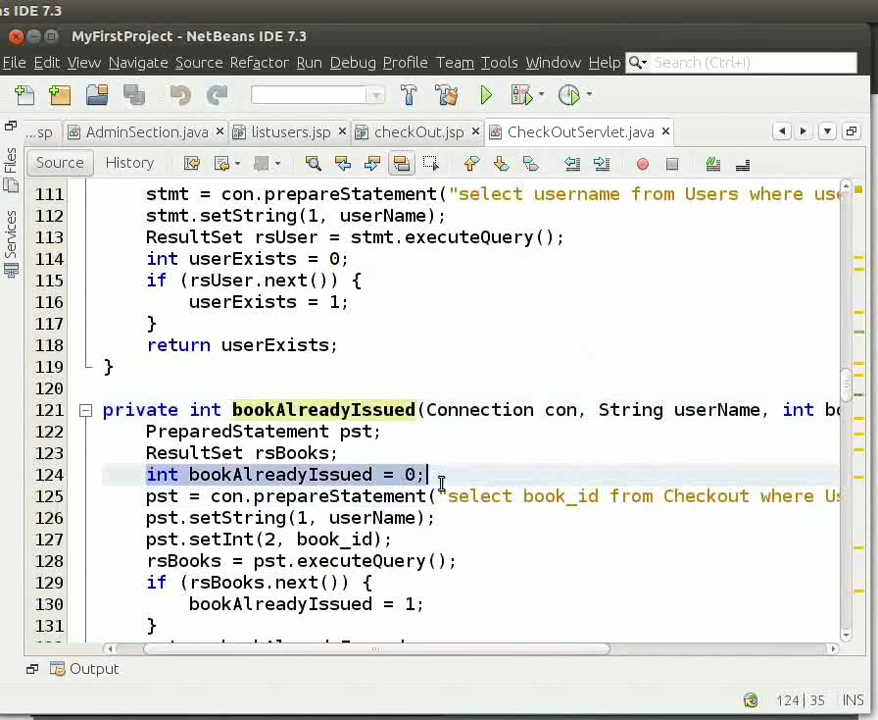 s IDE 7.3
MyFirstProject - NetBeans IDE 7.3
File Edit View Navigate Source Refactor Run Debug Profile Team Tools Window Help Search (Ctrl+I)
...sp AdminSection.java listusers.jsp checkOut.jsp CheckOutServlet.java
Source History
Files
Services
111 stmt = con.prepareStatement("select username from Users where use
112 stmt.setString(1, userName);
113 ResultSet rsUser = stmt.executeQuery();
114 int userExists = 0;
115 if (rsUser.next()) {
116 userExists = 1;
117 }
118 return userExists;
119 }
120
121 private int bookAlreadyIssued(Connection con, String userName, int bo
122 PreparedStatement pst;
123 ResultSet rsBooks;
124 int bookAlreadyIssued = 0;
125 pst = con.prepareStatement("select book_id from Checkout where Us
126 pst.setString(1, userName);
127 pst.setInt(2, book_id);
128 rsBooks = pst.executeQuery();
129 if (rsBooks.next()) {
130 bookAlreadyIssued = 1;
131 }
Output
124 | 35 INS